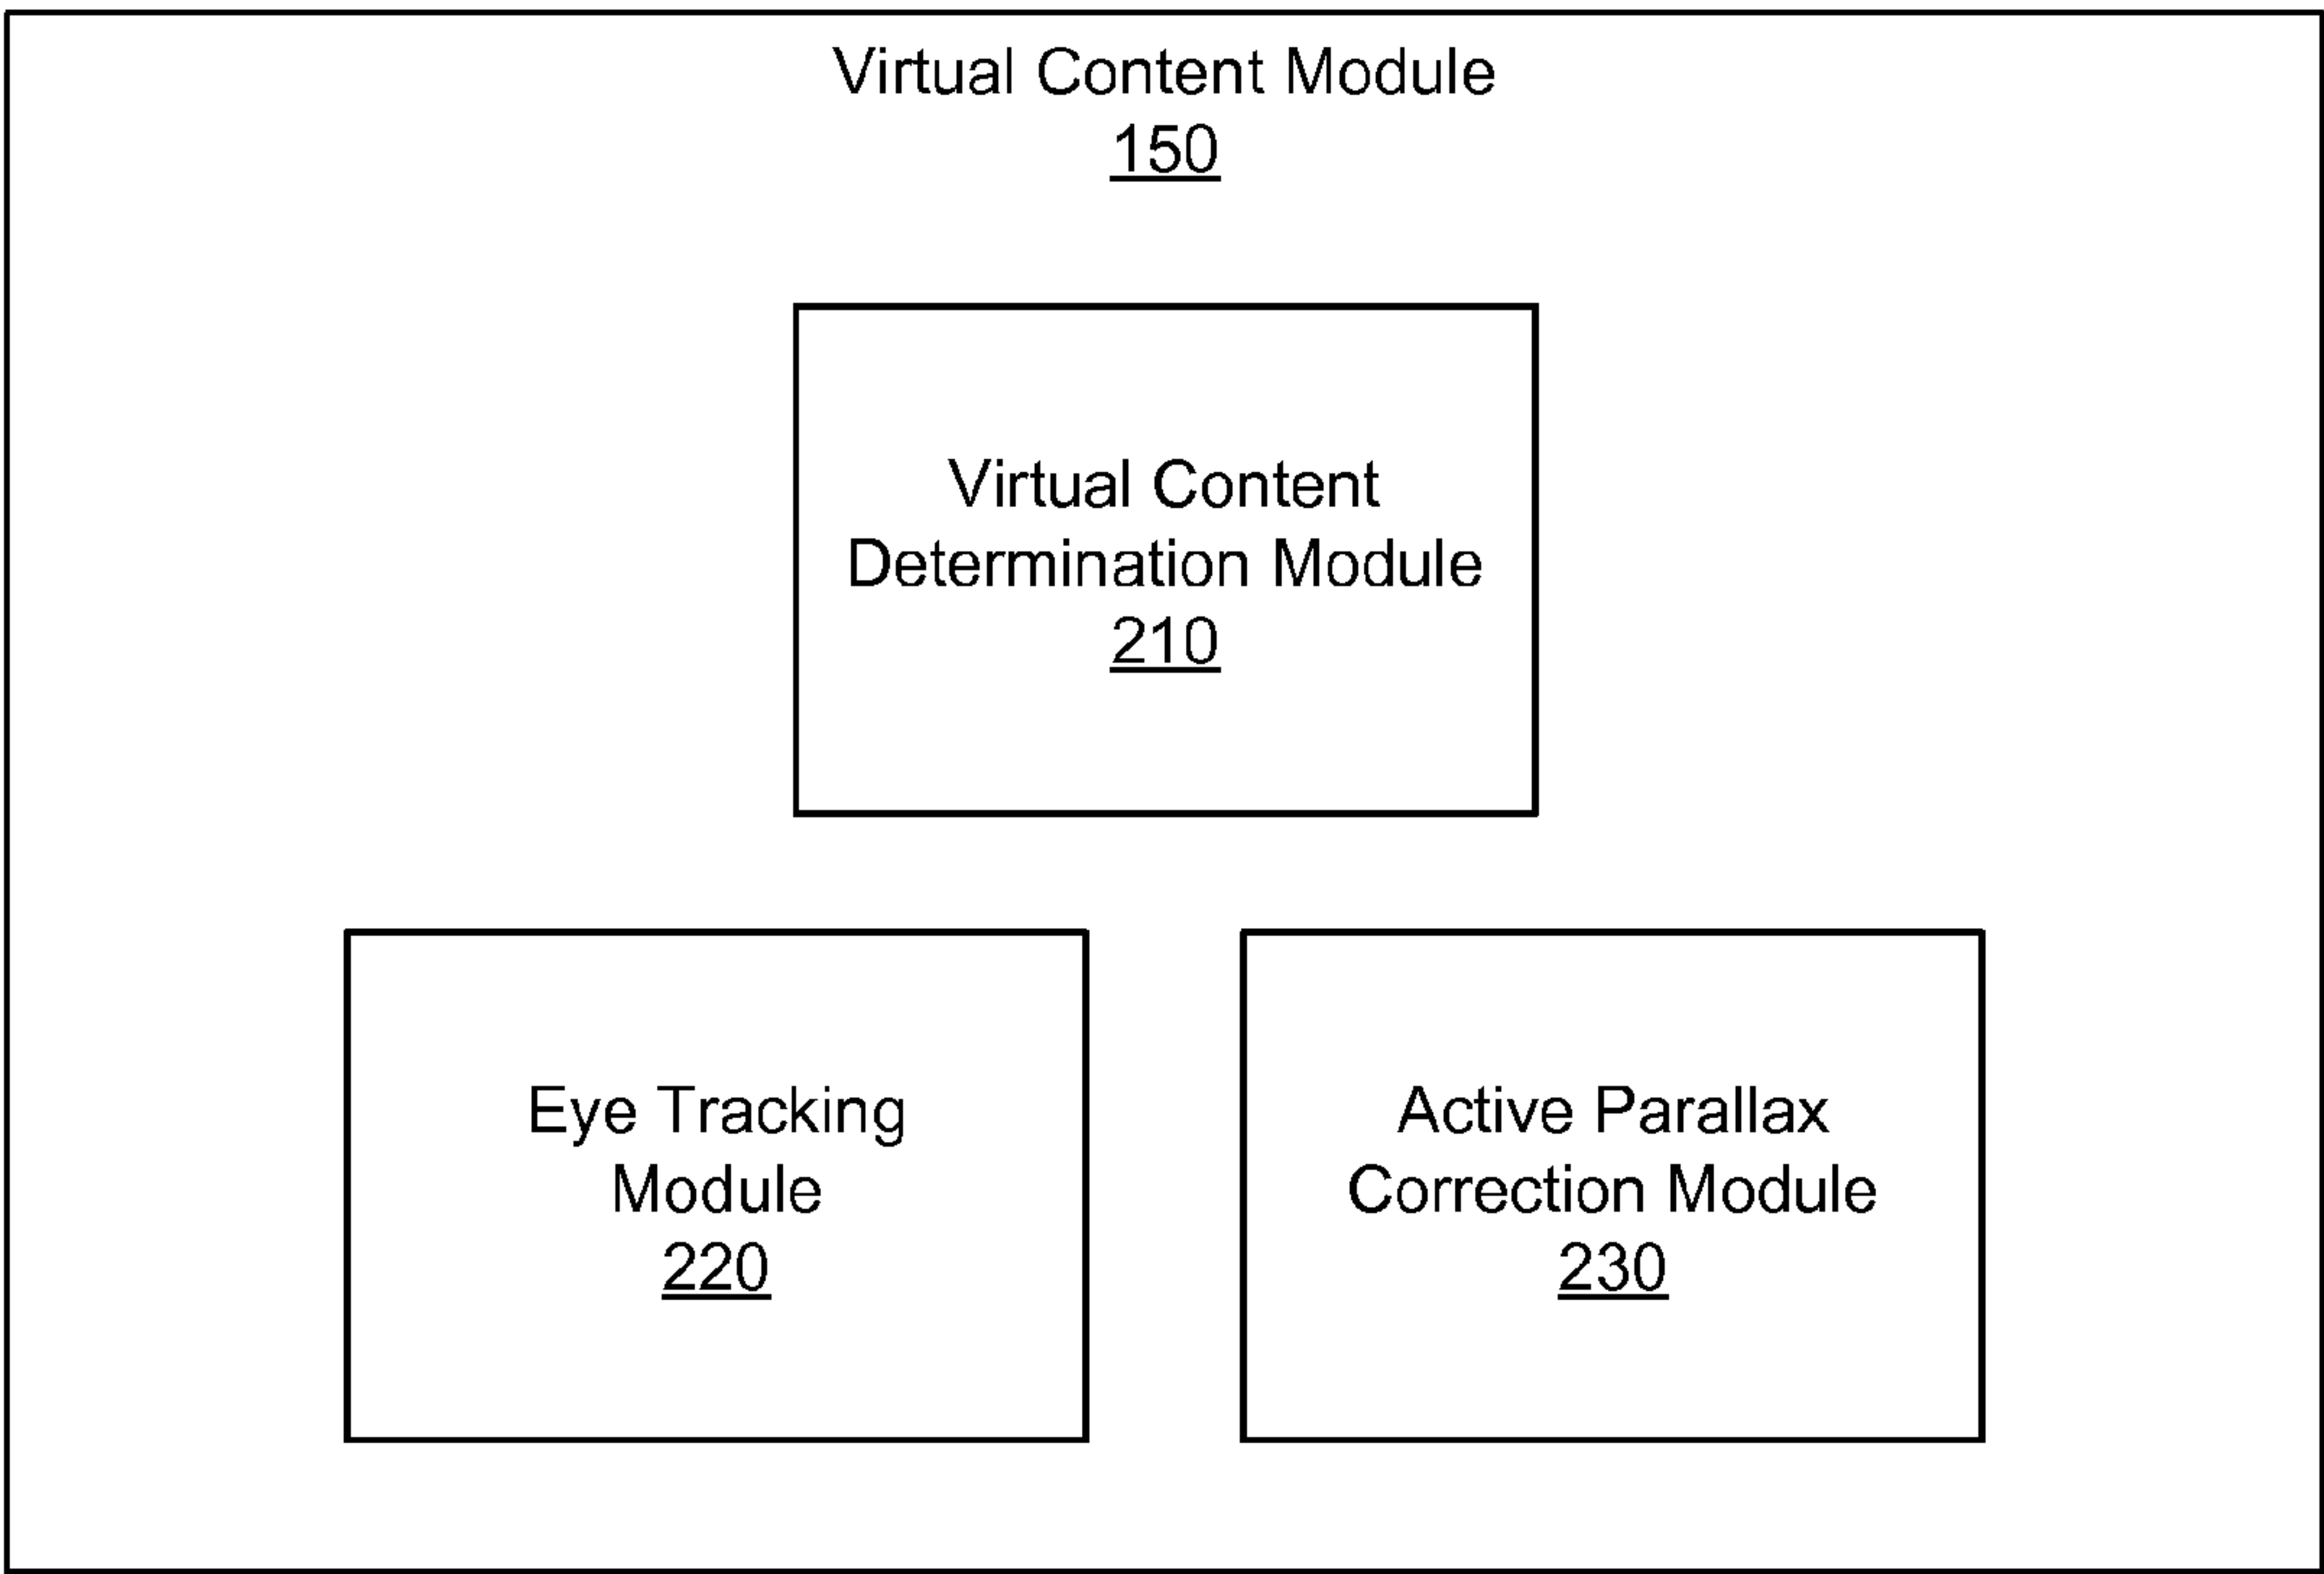 Virtual Content Module
150
Virtual Content
Determination Module
210
Eye Tracking
Module
220
Active Parallax
Correction Module
230